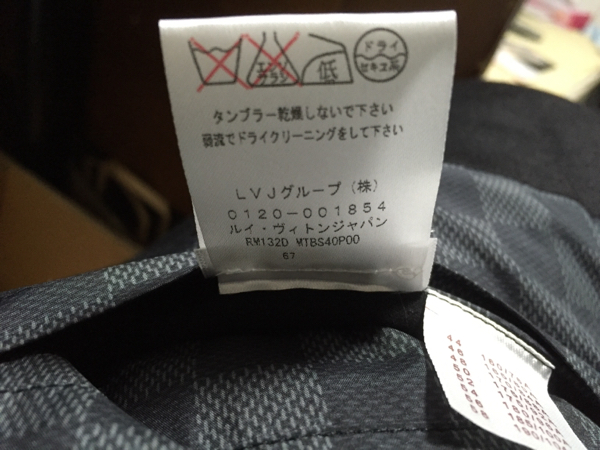 低
ドライ
セキユ系
タンブラー乾燥しないで下さい
荷流でドライクリーニングをして下さい
LVJグループ(株)
0120-001854
ルイ・ヴィトンジャパン
RM132D MTBS40P00
67